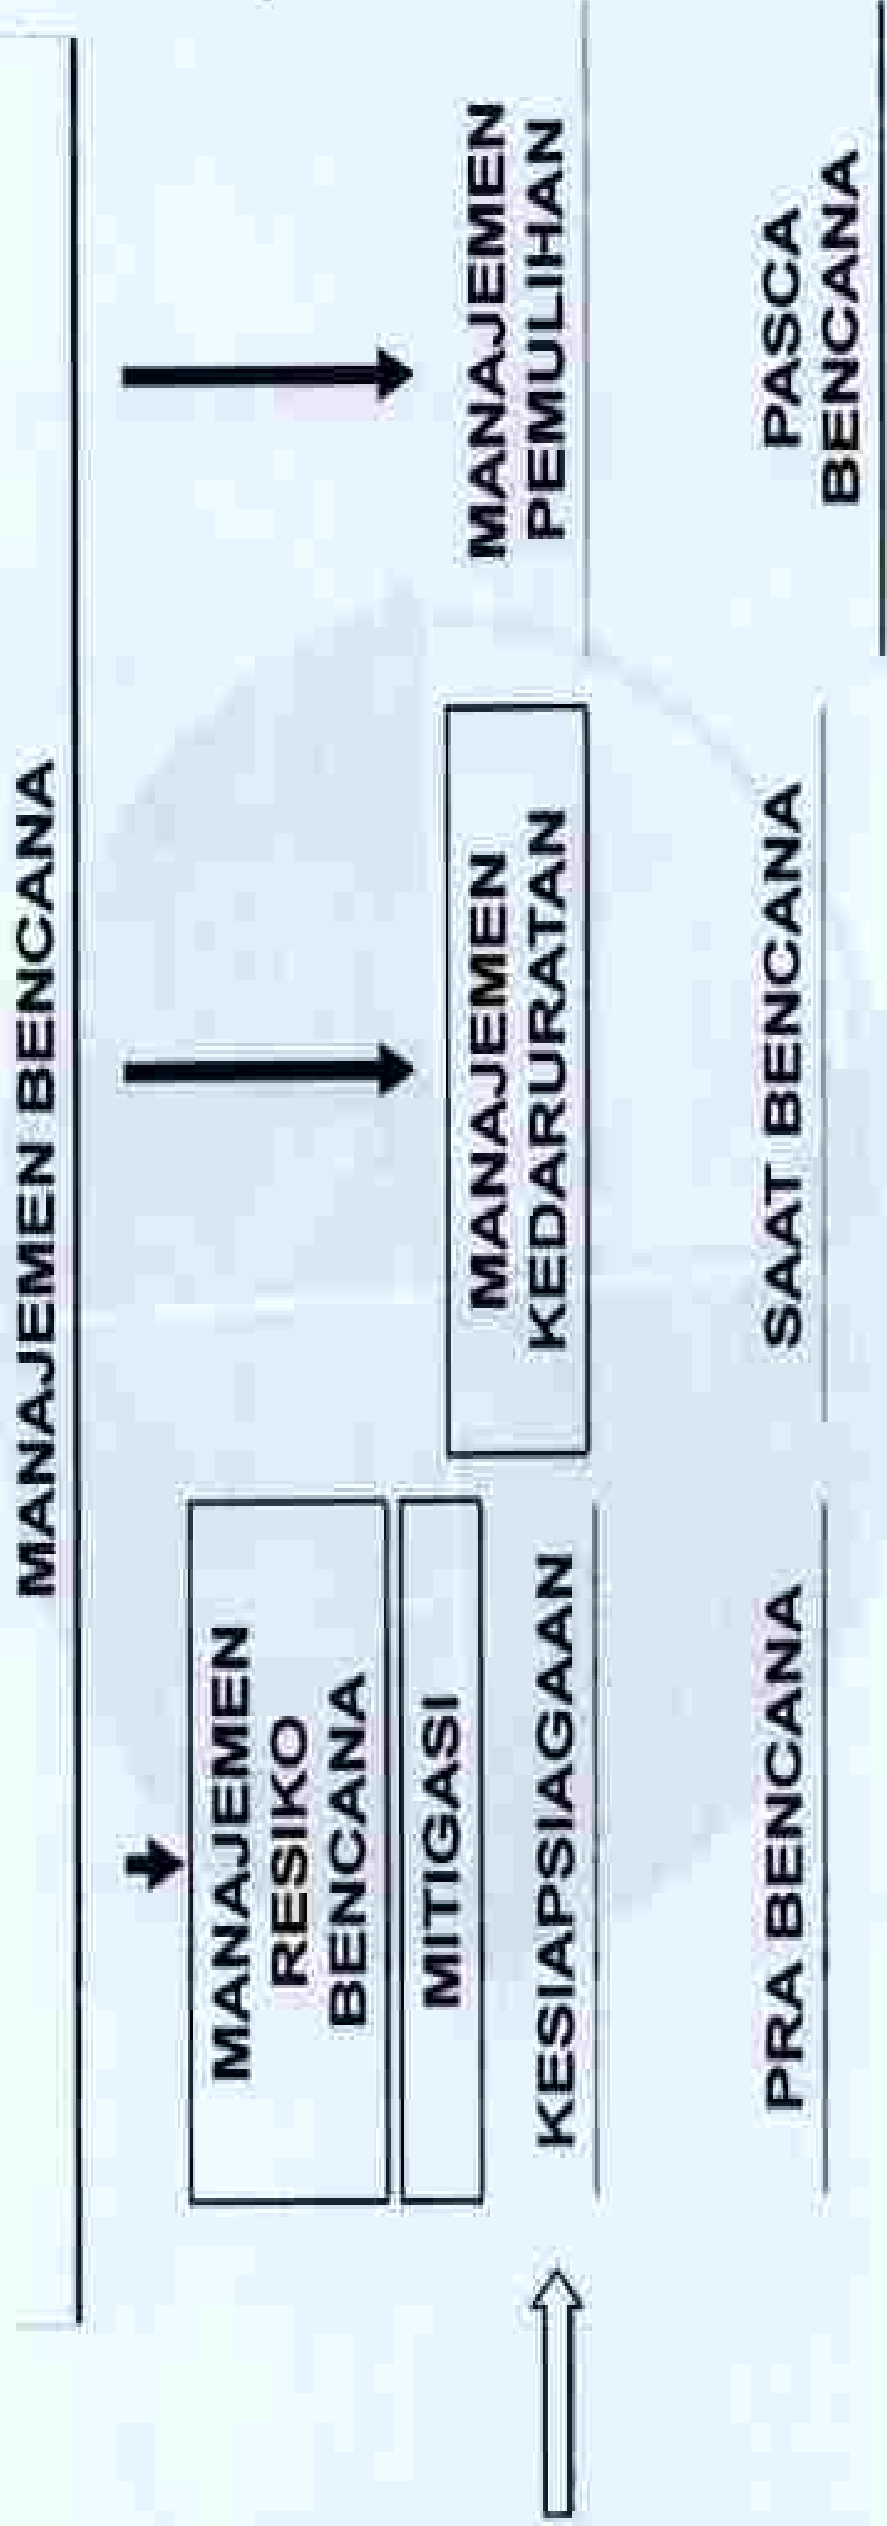 MANAJEMEN BENCANA
MANAJEMEN
RESIKO
BENCANA
MITIGASI
KESIAPSIAGAAN
MANAJEMEN
KEDARURATAN
MANAJEMEN
PEMULIHAN
PRA BENCANA
SAAT BENCANA
PASCA
BENCANA